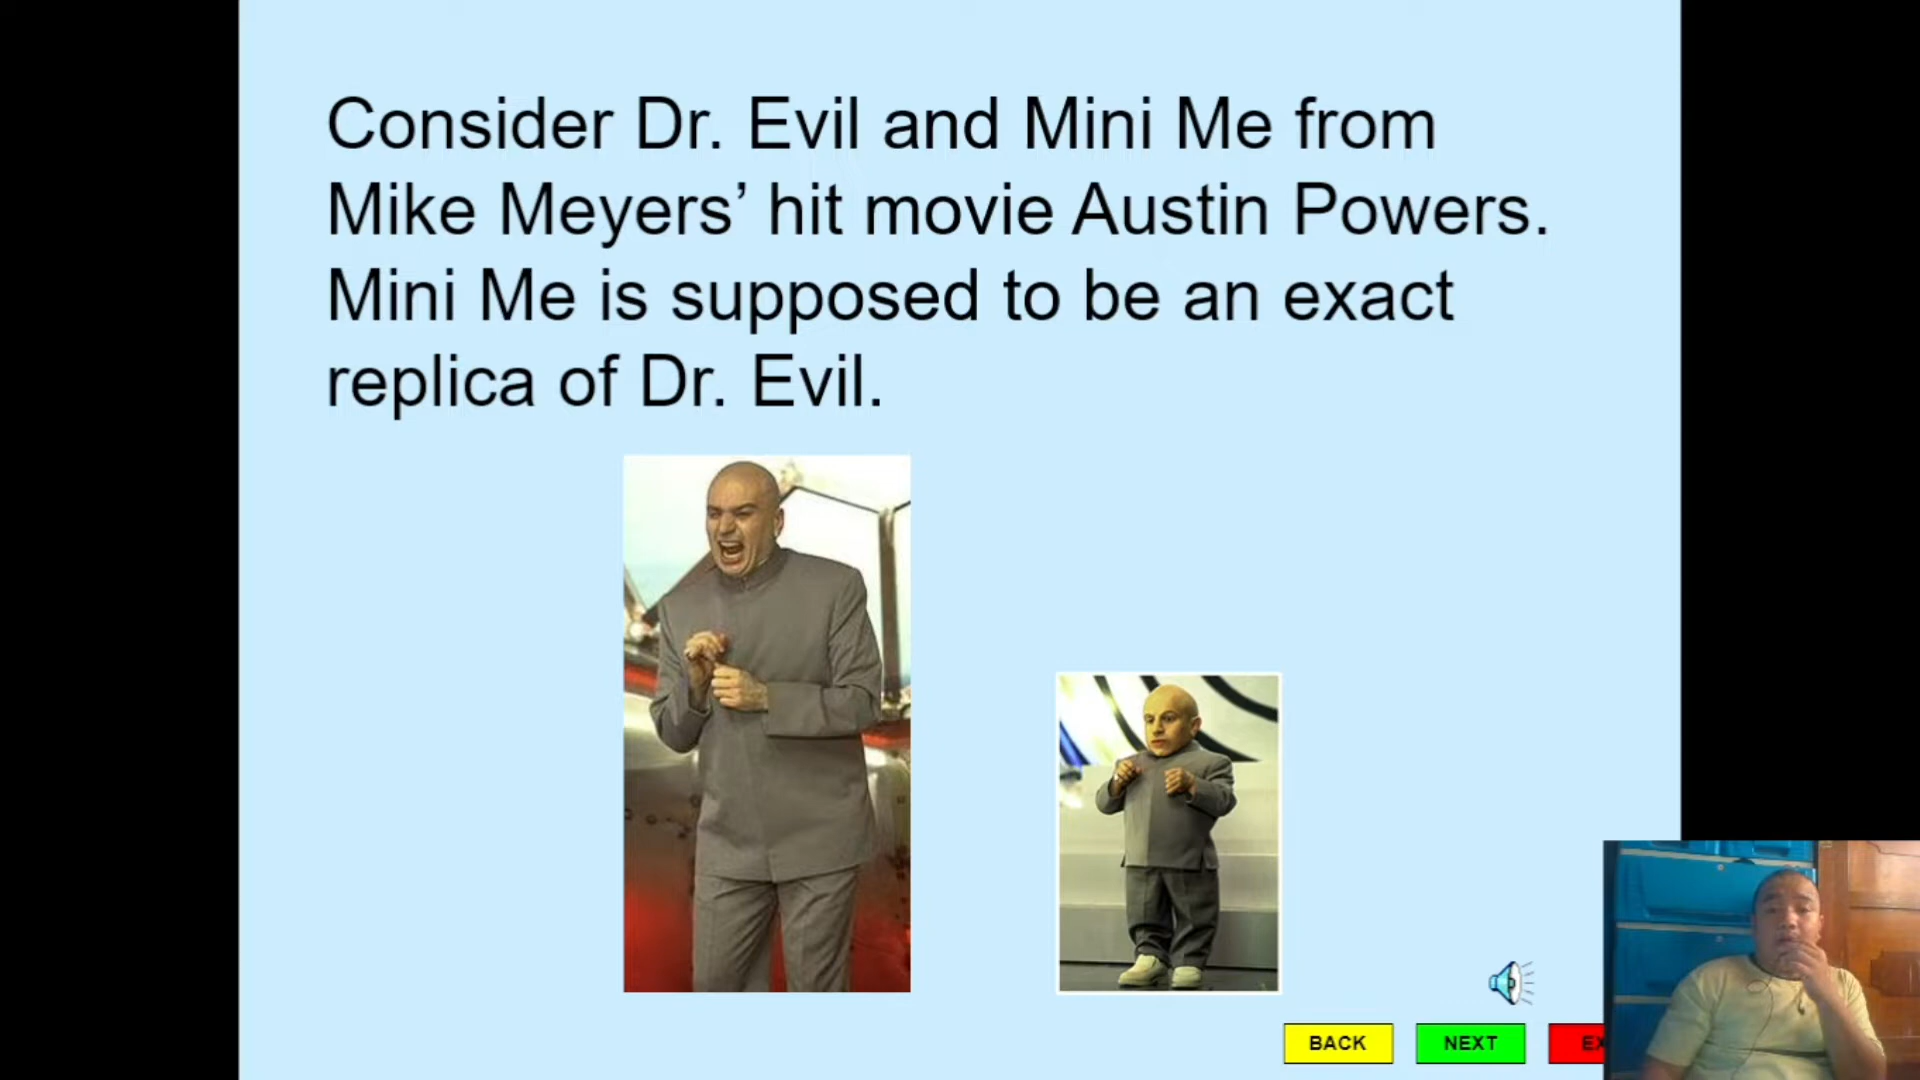 Consider Dr. Evil and Mini Me from
Mike Meyers’ hit movie Austin Powers.
Mini Me is supposed to be an exact
replica of Dr. Evil.
BACK
NEXT